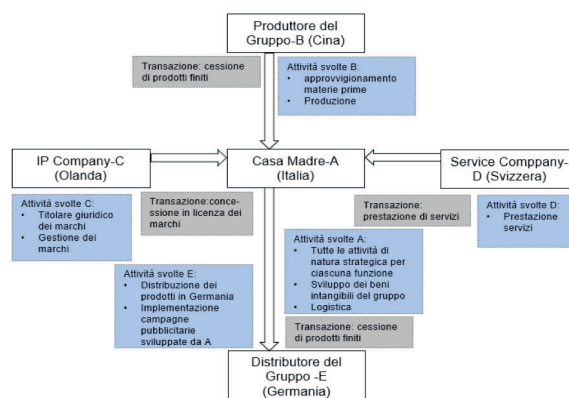 Produttore del
Gruppo-B (Cina)
Transazione: cessione
di prodotti finiti
Attività svolte B:
• approvvigionamento
materie prime
• Produzione
IP Company-C
(Olanda)
Casa Madre-A
(Italia)
Service Comppany-
D (Svizzera)
Attività svolte C:
• Titolare giuridico
dei marchi
• Gestione dei
marchi
Transazione:conce-
ssione in licenza dei
marchi
Transazione:
prestazione di servizi
Attività svolte D:
• Prestazione
servizi
Attività svolte E:
• Distribuzione dei
prodotti in Germania
• Implementazione
campagne
pubblicitarie
sviluppate da A
Attività svolte A:
• Tutte le attività di
natura strategica per
ciascuna funzione
• Sviluppo dei beni
intangibili del gruppo
• Logistica
Transazione: cessione di
prodotti finiti
Distributore del
Gruppo -E
(Germania)